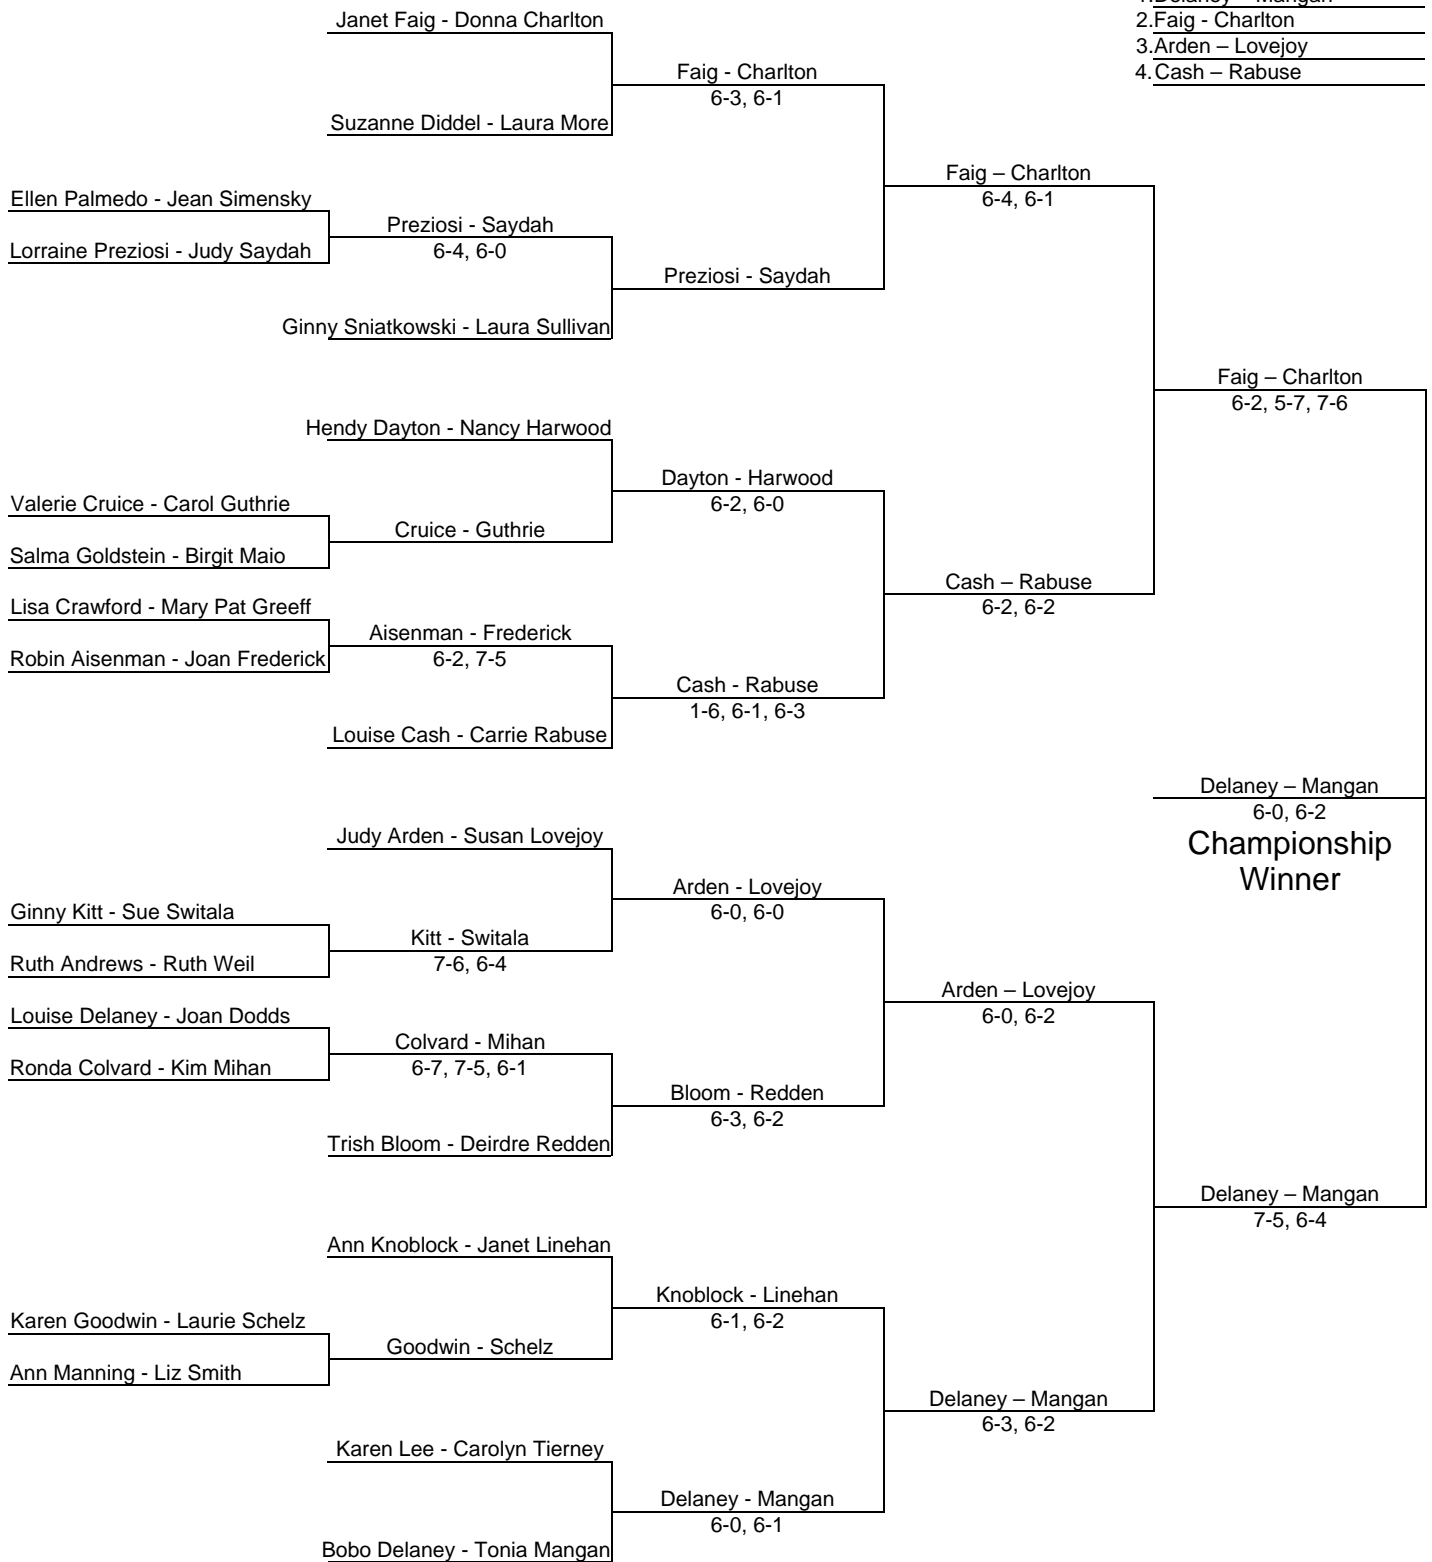 1.Delaney – Mangan
Janet Faig - Donna Charlton
2.Faig - Charlton
3.Arden – Lovejoy
Faig - Charlton
4.Cash – Rabuse
6-3, 6-1
Suzanne Diddel - Laura More
Faig – Charlton
Ellen Palmedo - Jean Simensky
6-4, 6-1
Preziosi - Saydah
Lorraine Preziosi - Judy Saydah
6-4, 6-0
Preziosi - Saydah
Ginny Sniatkowski - Laura Sullivan
Faig – Charlton
6-2, 5-7, 7-6
Hendy Dayton - Nancy Harwood
Dayton - Harwood
Valerie Cruice - Carol Guthrie
6-2, 6-0
Cruice - Guthrie
Salma Goldstein - Birgit Maio
Cash – Rabuse
Lisa Crawford - Mary Pat Greeff
6-2, 6-2
Aisenman - Frederick
Robin Aisenman - Joan Frederick
6-2, 7-5
Cash - Rabuse
1-6, 6-1, 6-3
Louise Cash - Carrie Rabuse
Delaney – Mangan
6-0, 6-2
Judy Arden - Susan Lovejoy
Championship
Winner
Arden - Lovejoy
Ginny Kitt - Sue Switala
6-0, 6-0
Kitt - Switala
Ruth Andrews - Ruth Weil
7-6, 6-4
Arden – Lovejoy
Louise Delaney - Joan Dodds
6-0, 6-2
Colvard - Mihan
Ronda Colvard - Kim Mihan
6-7, 7-5, 6-1
Bloom - Redden
6-3, 6-2
Trish Bloom - Deirdre Redden
Delaney – Mangan
7-5, 6-4
Ann Knoblock - Janet Linehan
Knoblock - Linehan
Karen Goodwin - Laurie Schelz
6-1, 6-2
Goodwin - Schelz
Ann Manning - Liz Smith
Delaney – Mangan
6-3, 6-2
Karen Lee - Carolyn Tierney
Delaney - Mangan
6-0, 6-1
Bobo Delaney - Tonia Mangan